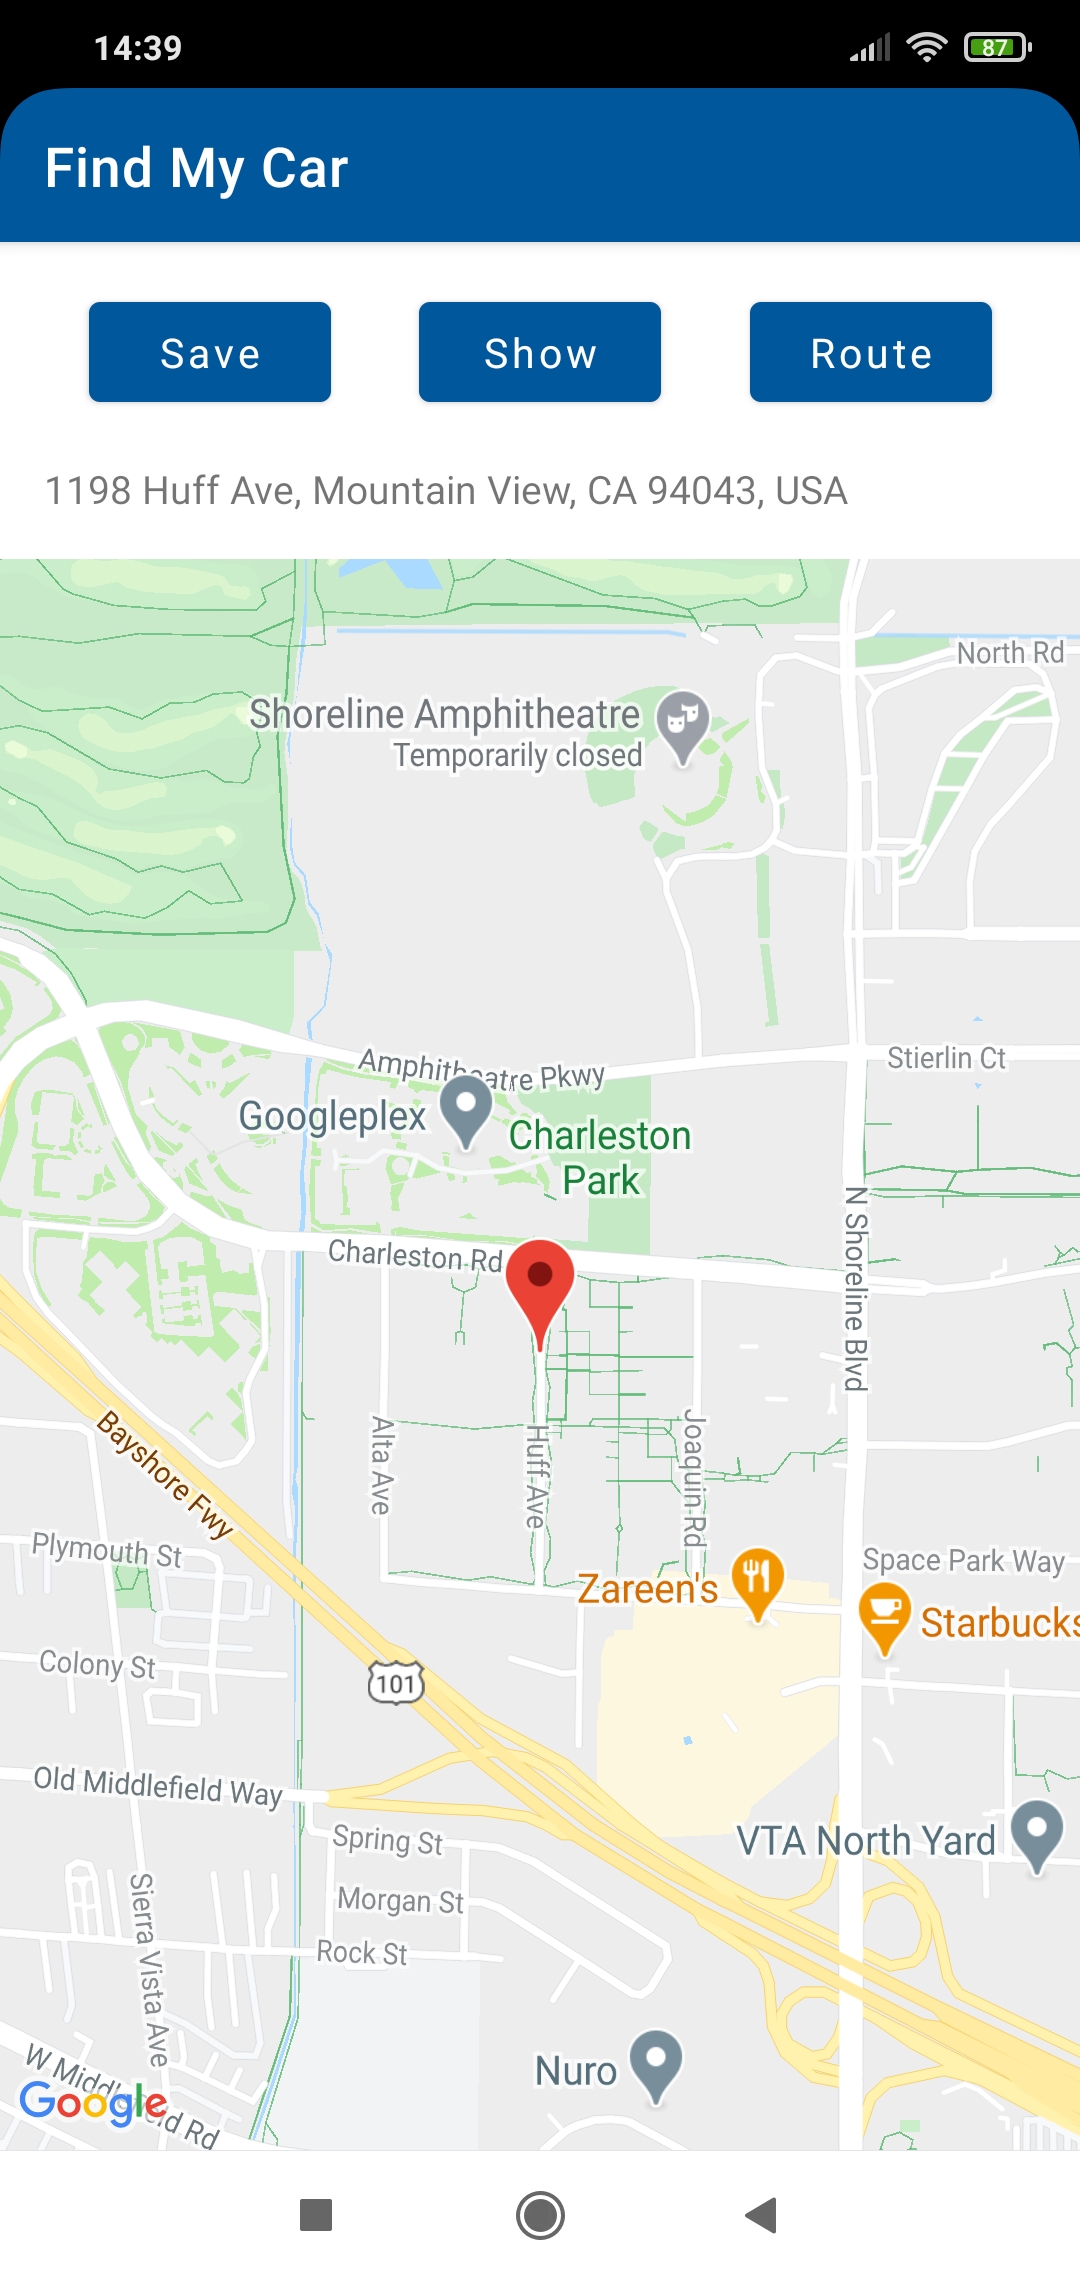 14:39
87
Find My Car
Save
Show
Route
1198 Huff Ave, Mountain View, CA 94043, USA
North Rd
Shoreline Amphitheatre
Temporarily closed
Amphitheatre Pkwy
Stierlin Ct
Googleplex
Charleston
Park
N Shoreline Blvd
Charleston Rd
Bayshore Fwy
Alta Ave
Huff Ave
Joaquin Rd
Plymouth St
Space Park Way
Zareen's
Starbucks
Colony St
101
Old Middlefield Way
Spring St
VTA North Yard
Morgan St
Sierra Vista Ave
Rock St
W Middlefield Rd
Nuro
Google